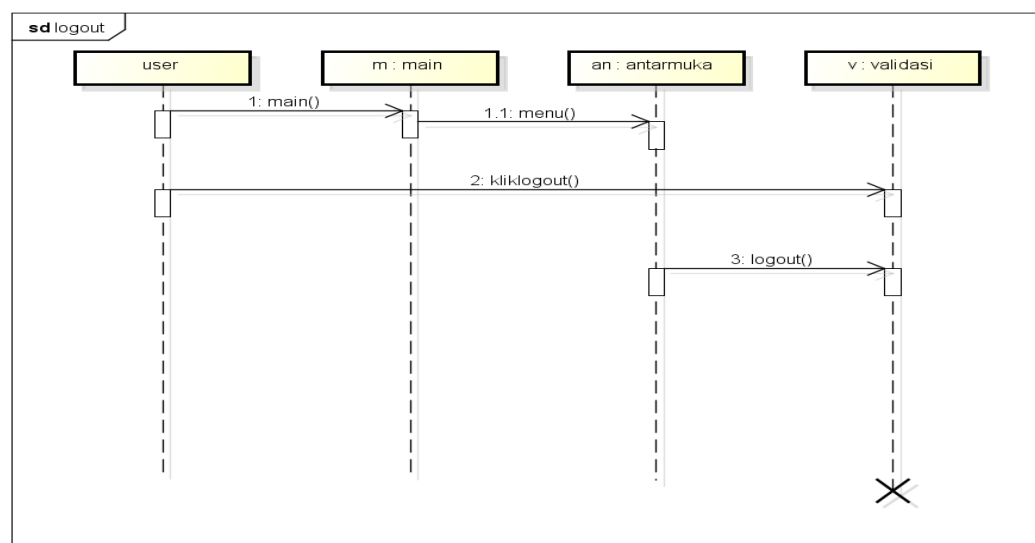 sd logout
user
m : main
an : antarmuka
v : validasi
1: main()
1.1: menu()
2: kliklogout()
3: logout()